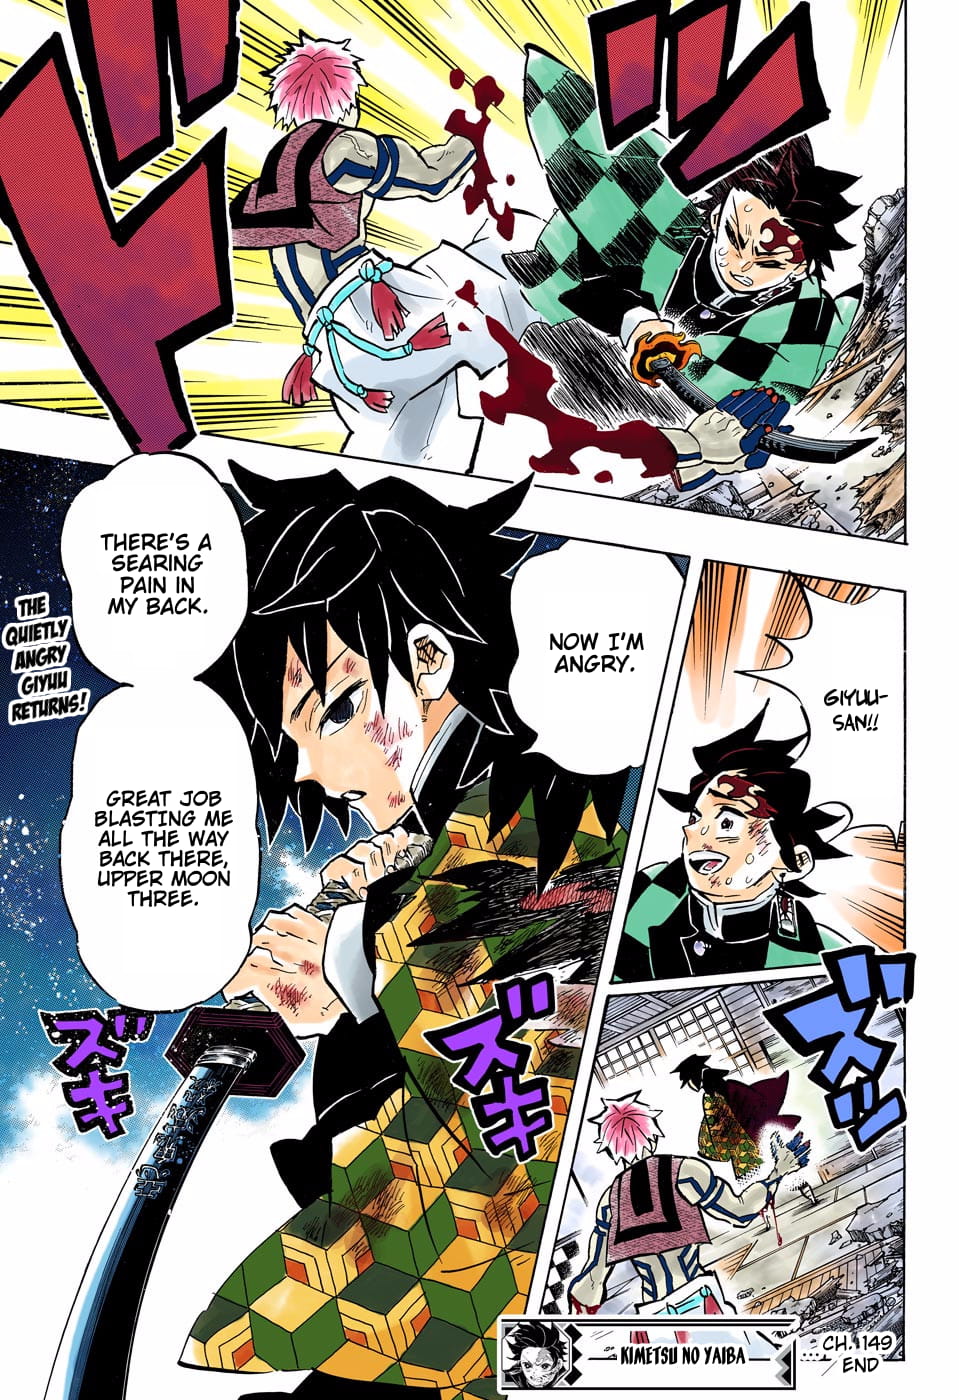 ドドッ
GIYUU-
SAN!!
ズッ
NOW I'M
ANGRY.
THERE'S A
SEARING
PAIN IN
MY BACK.
GREAT JOB
BLASTING ME
ALL THE WAY
BACK THERE,
UPPER MOON
THREE.
ズキ
ズキ
THE
QUIETLY
ANGRY
GIYUU
RETURNS!
KIMETSU NO YAIBA
....CH. 149
END